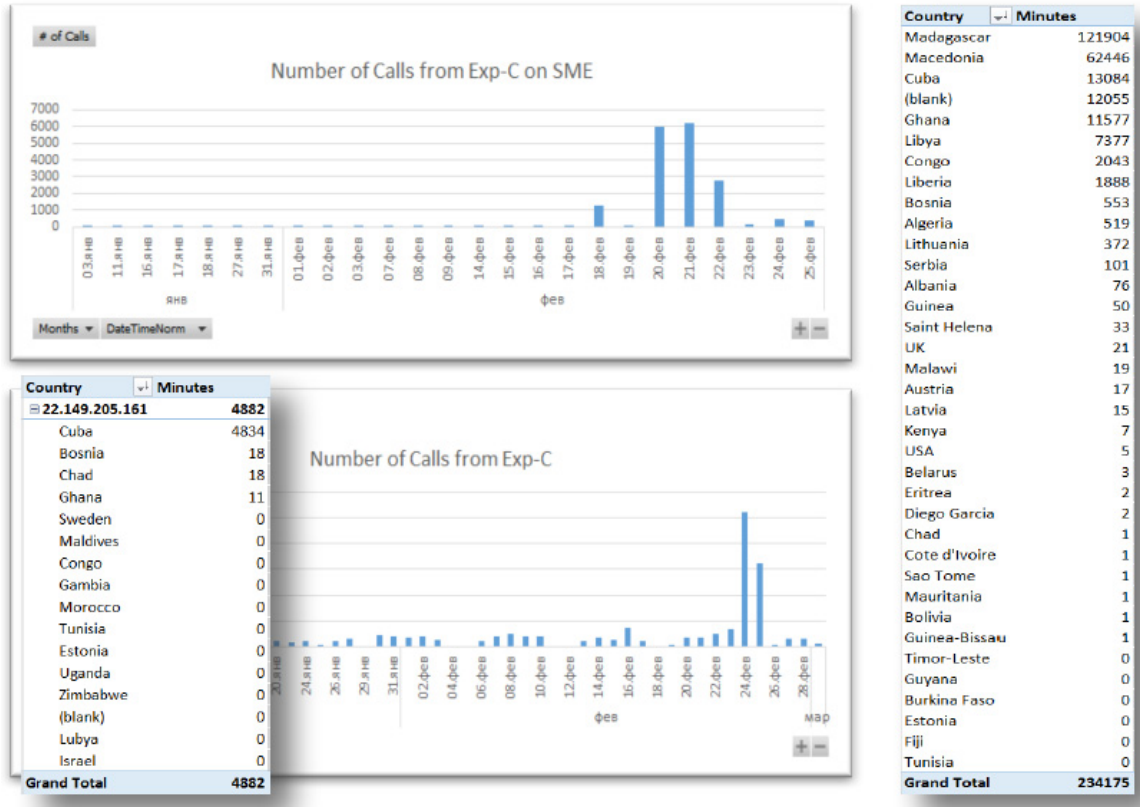 # of Calls
Number of Calls from Exp-C on SME
7000
6000
5000
4000
3000
2000
1000
0
03.янв 11.янв 16.янв 17.янв 18.янв 27.янв 31.янв 01.фев 02.фев 03.фев 07.фев 08.фев 09.фев 14.фев 15.фев 16.фев 17.фев 18.фев 19.фев 20.фев 21.фев 22.фев 23.фев 24.фев 25.фев
янв фев
Months DateTimeNorm
Country Minutes
22.149.205.161 4882
Cuba 4834
Bosnia 18
Chad 18
Ghana 11
Sweden 0
Maldives 0
Congo 0
Gambia 0
Morocco 0
Tunisia 0
Estonia 0
Uganda 0
Zimbabwe 0
(blank) 0
Lubya 0
Israel 0
Grand Total 4882
Number of Calls from Exp-C
20.янв 24.янв 26.янв 29.янв 31.янв 02.фев 04.фев 06.фев 08.фев 10.фев 12.фев 14.фев 16.фев 18.фев 20.фев 22.фев 24.фев 26.фев 28.фев
фев мар
Country Minutes
Madagascar 121904
Macedonia 62446
Cuba 13084
(blank) 12055
Ghana 11577
Libya 7377
Congo 2043
Liberia 1888
Bosnia 553
Algeria 519
Lithuania 372
Serbia 101
Albania 76
Guinea 50
Saint Helena 33
UK 21
Malawi 19
Austria 17
Latvia 15
Kenya 7
USA 5
Belarus 3
Eritrea 2
Diego Garcia 2
Chad 1
Cote d'Ivoire 1
Sao Tome 1
Mauritania 1
Bolivia 1
Guinea-Bissau 1
Timor-Leste 0
Guyana 0
Burkina Faso 0
Estonia 0
Fiji 0
Tunisia 0
Grand Total 234175